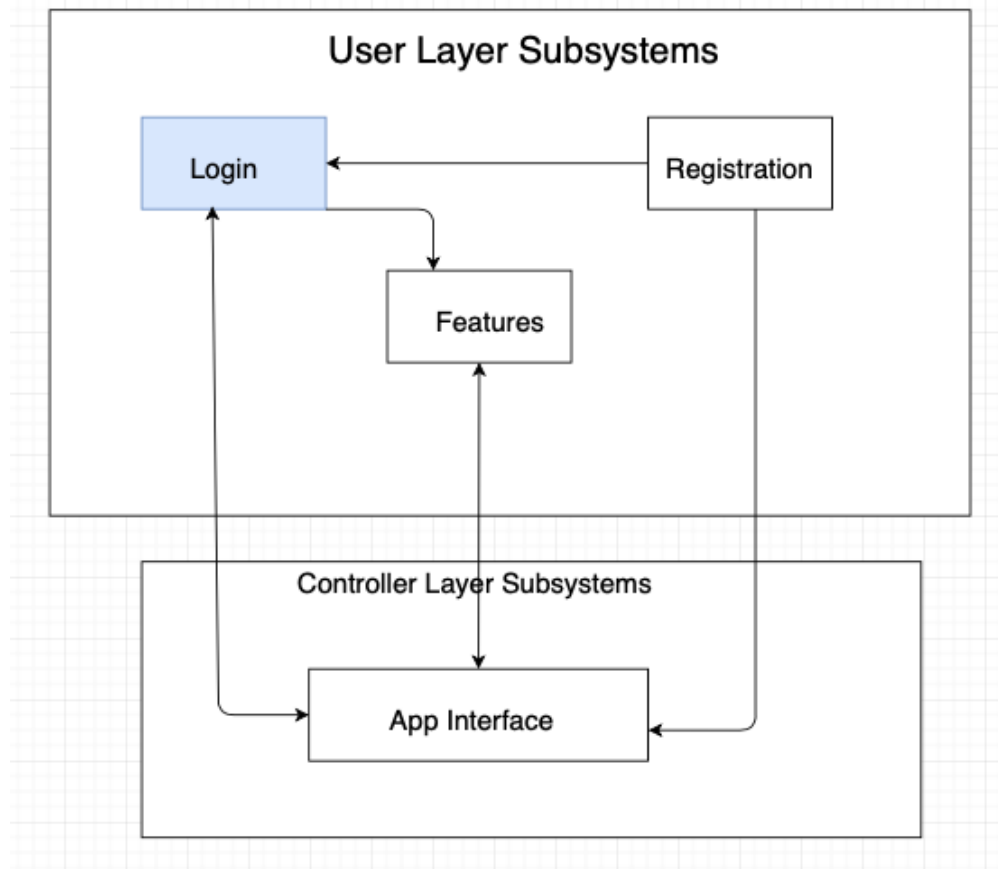 User Layer Subsystems
Login
Registration
Features
Controller Layer Subsystems
App Interface